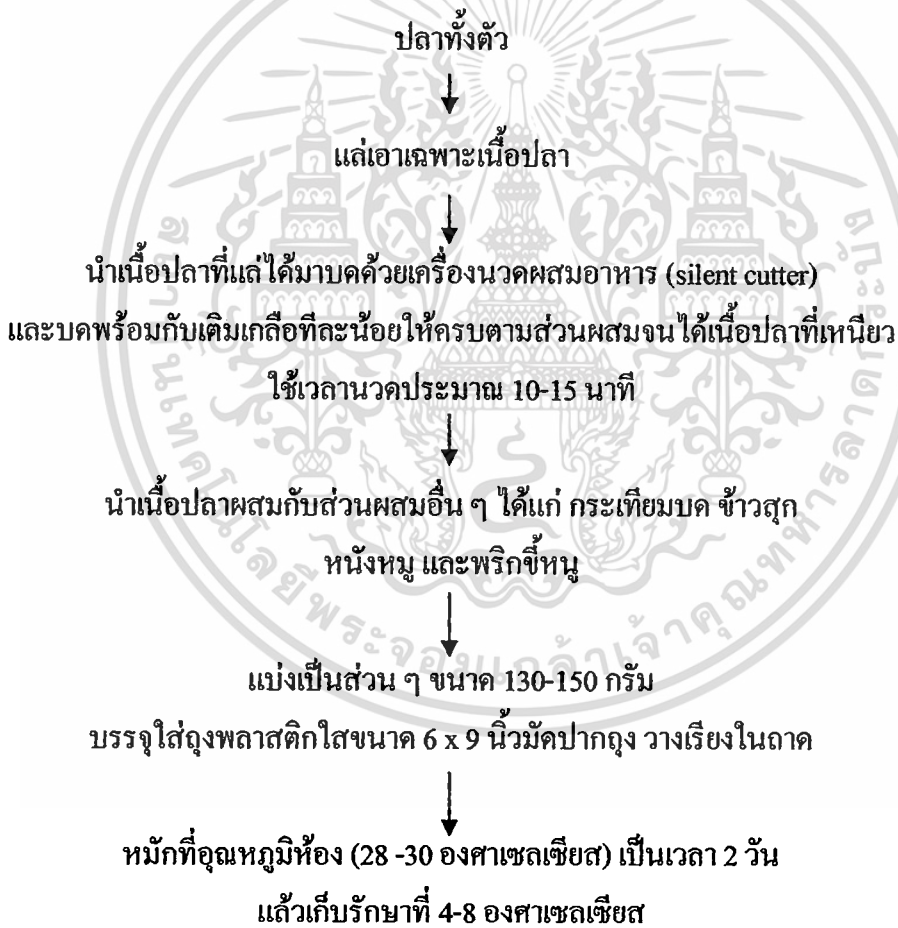 ปลาทั้งตัว
แล่เอาเฉพาะเนื้อปลา
นำเนื้อปลาที่แล่ได้มาบดด้วยเครื่องนวดผสมอาหาร (silent cutter)
และบดพร้อมกับเติมเกลือทีละน้อยให้ครบตามส่วนผสมจนได้เนื้อปลาที่เหนียว
ใช้เวลานวดประมาณ 10-15 นาที
นำเนื้อปลาผสมกับส่วนผสมอื่น ๆ ได้แก่ กระเทียมบด ข้าวสุก
หนังหมู และพริกขี้หนู
แบ่งเป็นส่วน ๆ ขนาด 130-150 กรัม
บรรจุใส่ถุงพลาสติกใสขนาด 6 x 9 นิ้วมัดปากถุง วางเรียงในถาด
หมักที่อุณหภูมิห้อง (28 -30 องศาเซลเซียส) เป็นเวลา 2 วัน
แล้วเก็บรักษาที่ 4-8 องศาเซลเซียส